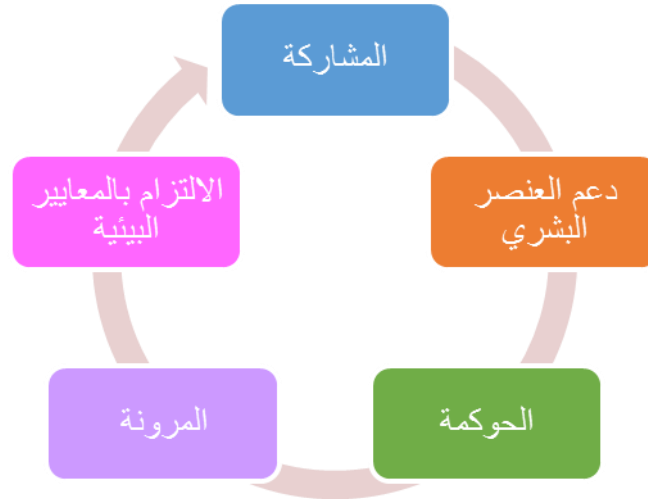 المشاركة
دعم العنصر
البشري
الحوكمة
المرونة
الالتزام بالمعايير
البيئية